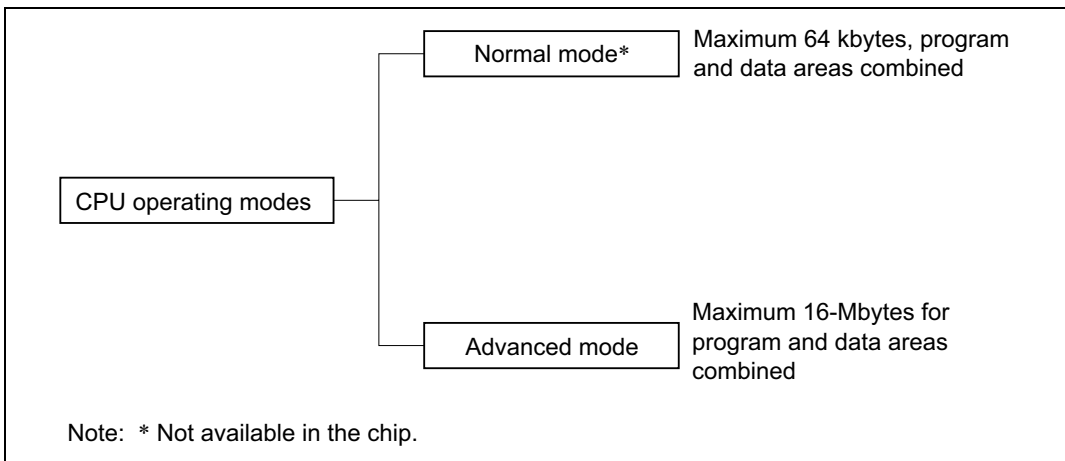 Normal mode*
Maximum 64 kbytes, program
and data areas combined
CPU operating modes
Advanced mode
Maximum 16-Mbytes for
program and data areas
combined
Note: * Not available in the chip.